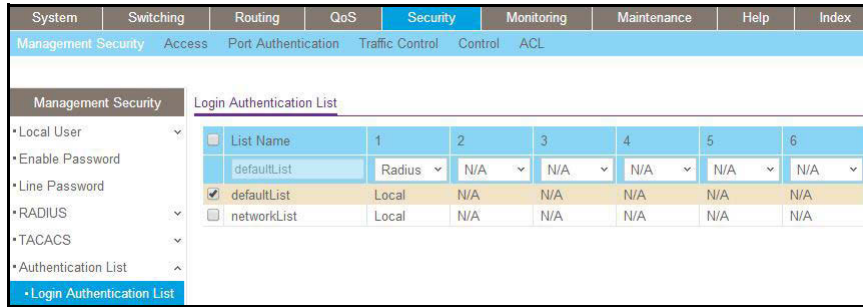 System Switching Routing QoS Security Monitoring Maintenance Help Index
Management Security Access Port Authentication Traffic Control Control ACL
Management Security
Login Authentication List
Local User
Enable Password
Line Password
RADIUS
TACACS
Authentication List
Login Authentication List
List Name 1 2 3 4 5 6
defaultList Radius N/A N/A N/A N/A N/A
defaultList Local N/A N/A N/A N/A N/A
networkList Local N/A N/A N/A N/A N/A